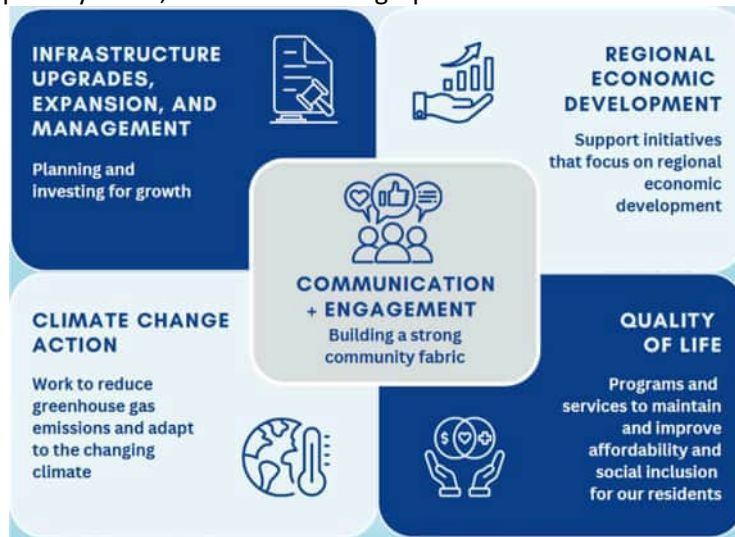 INFRASTRUCTURE
UPGRADES,
EXPANSION, AND
MANAGEMENT
Planning and
investing for growth
REGIONAL
ECONOMIC
DEVELOPMENT
Support initiatives
that focus on regional
economic
development
COMMUNICATION
+ ENGAGEMENT
Building a strong
community fabric
CLIMATE CHANGE
ACTION
Work to reduce
greenhouse gas
emissions and adapt
to the changing
climate
QUALITY
OF LIFE
Programs and
services to maintain
and improve
affordability and
social inclusion
for our residents
$